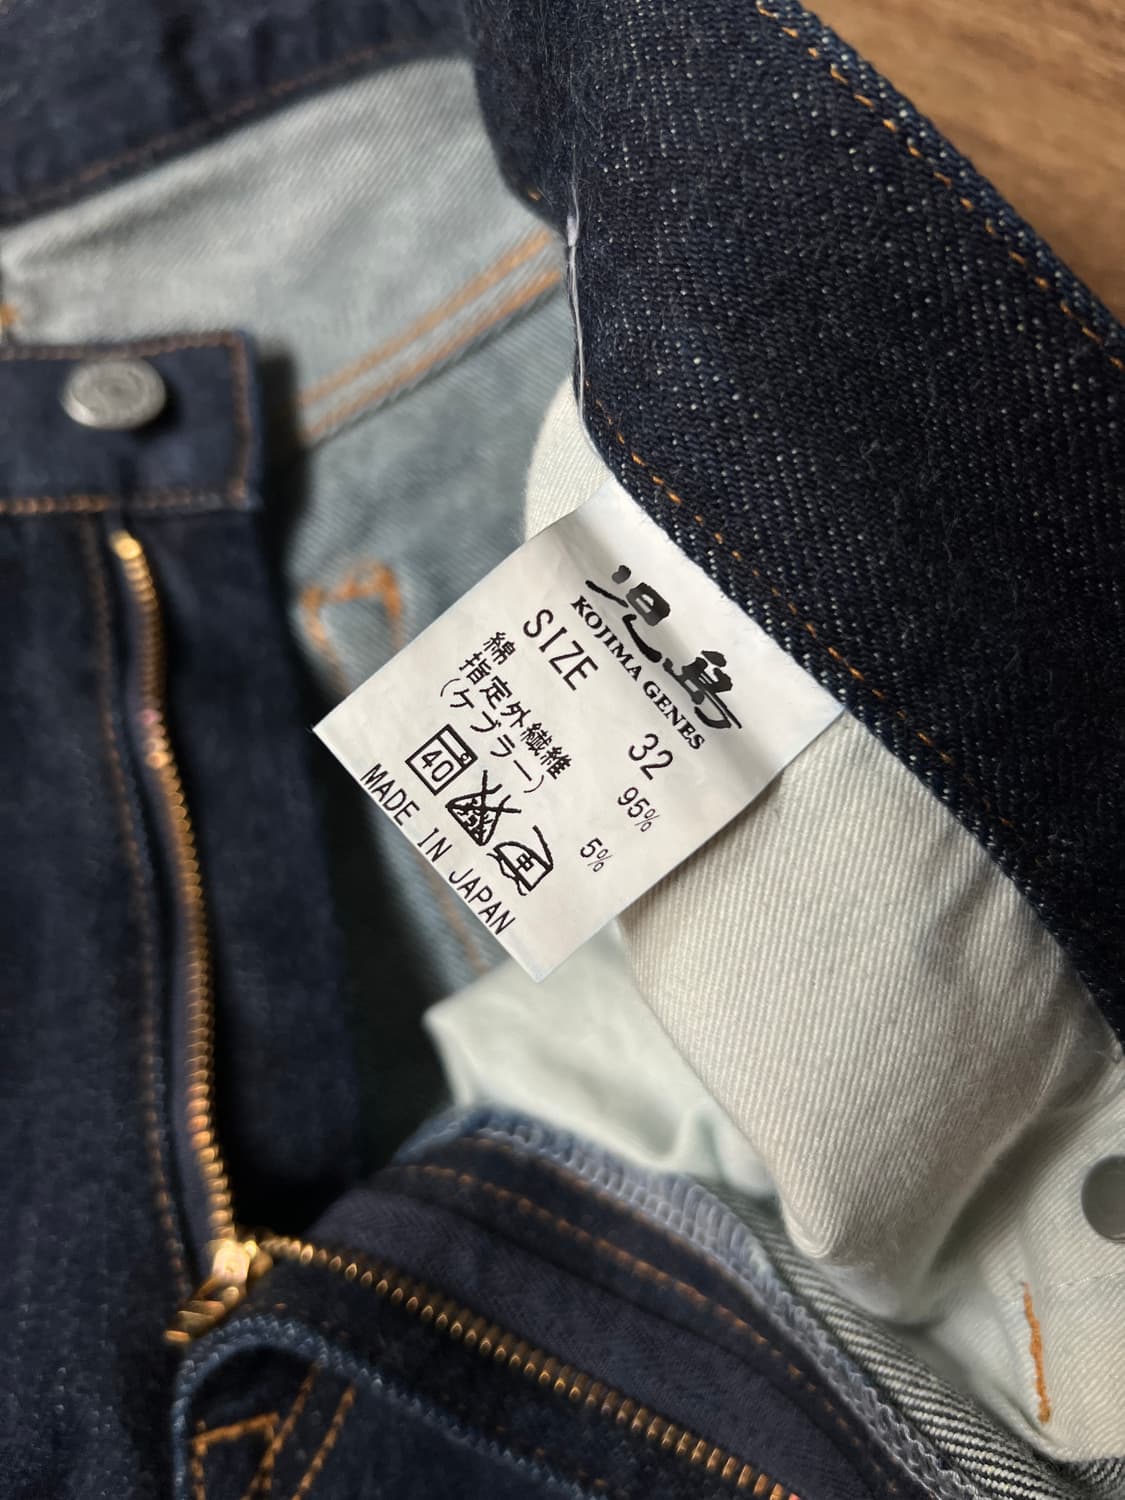 児島
KOJIMA GENES
SIZE 32
綿 95%
指定外繊維 5%
(ケブラー)
40
MADE IN JAPAN